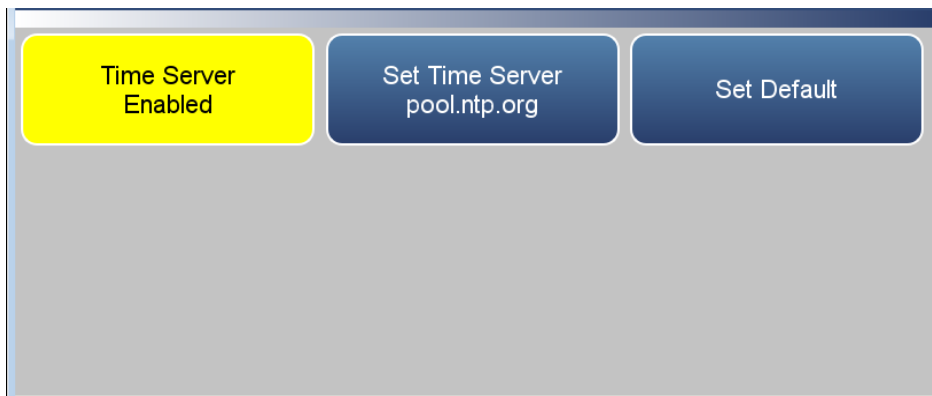 Time Server
Enabled
Set Time Server
pool.ntp.org
Set Default